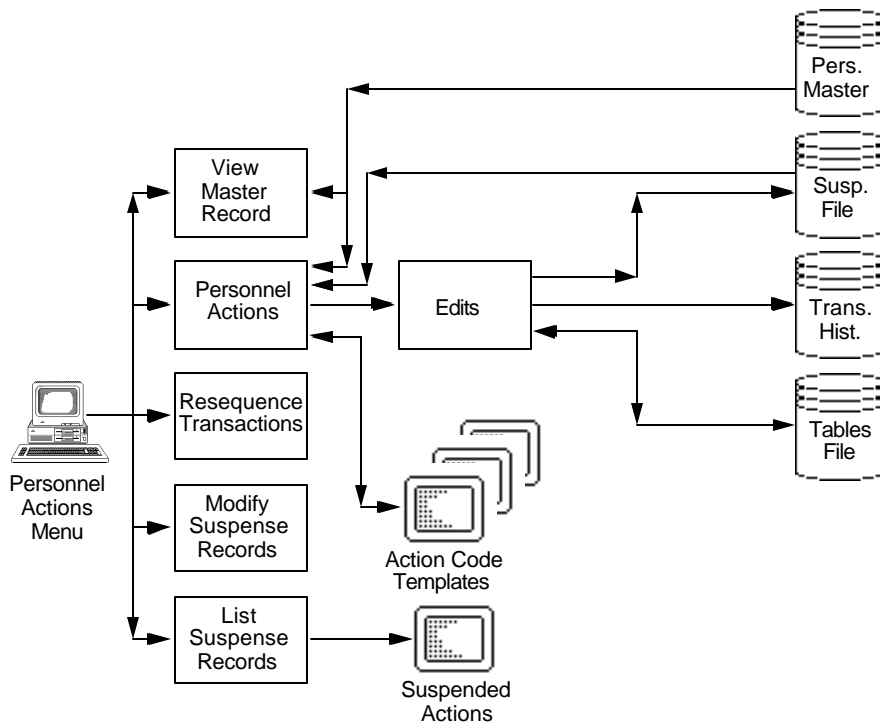 Pers.
Master
View
Master
Record
Susp.
File
Personnel
Actions
Edits
Trans.
Hist.
Resequence
Transactions
Tables
File
Personnel
Actions
Menu
Modify
Suspense
Records
Action Code
Templates
List
Suspense
Records
Suspended
Actions